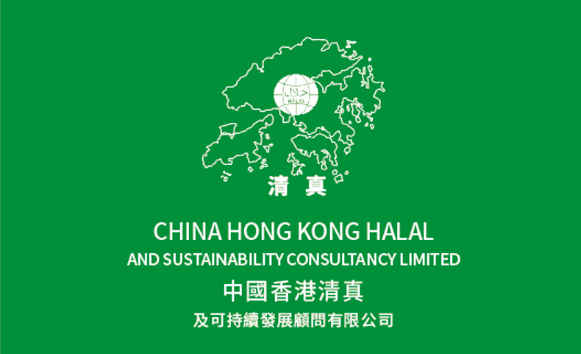 HALAL
清真
CHINA HONG KONG HALAL
AND SUSTAINABILITY CONSULTANCY LIMITED
中國香港清真
及可持續發展顧問有限公司